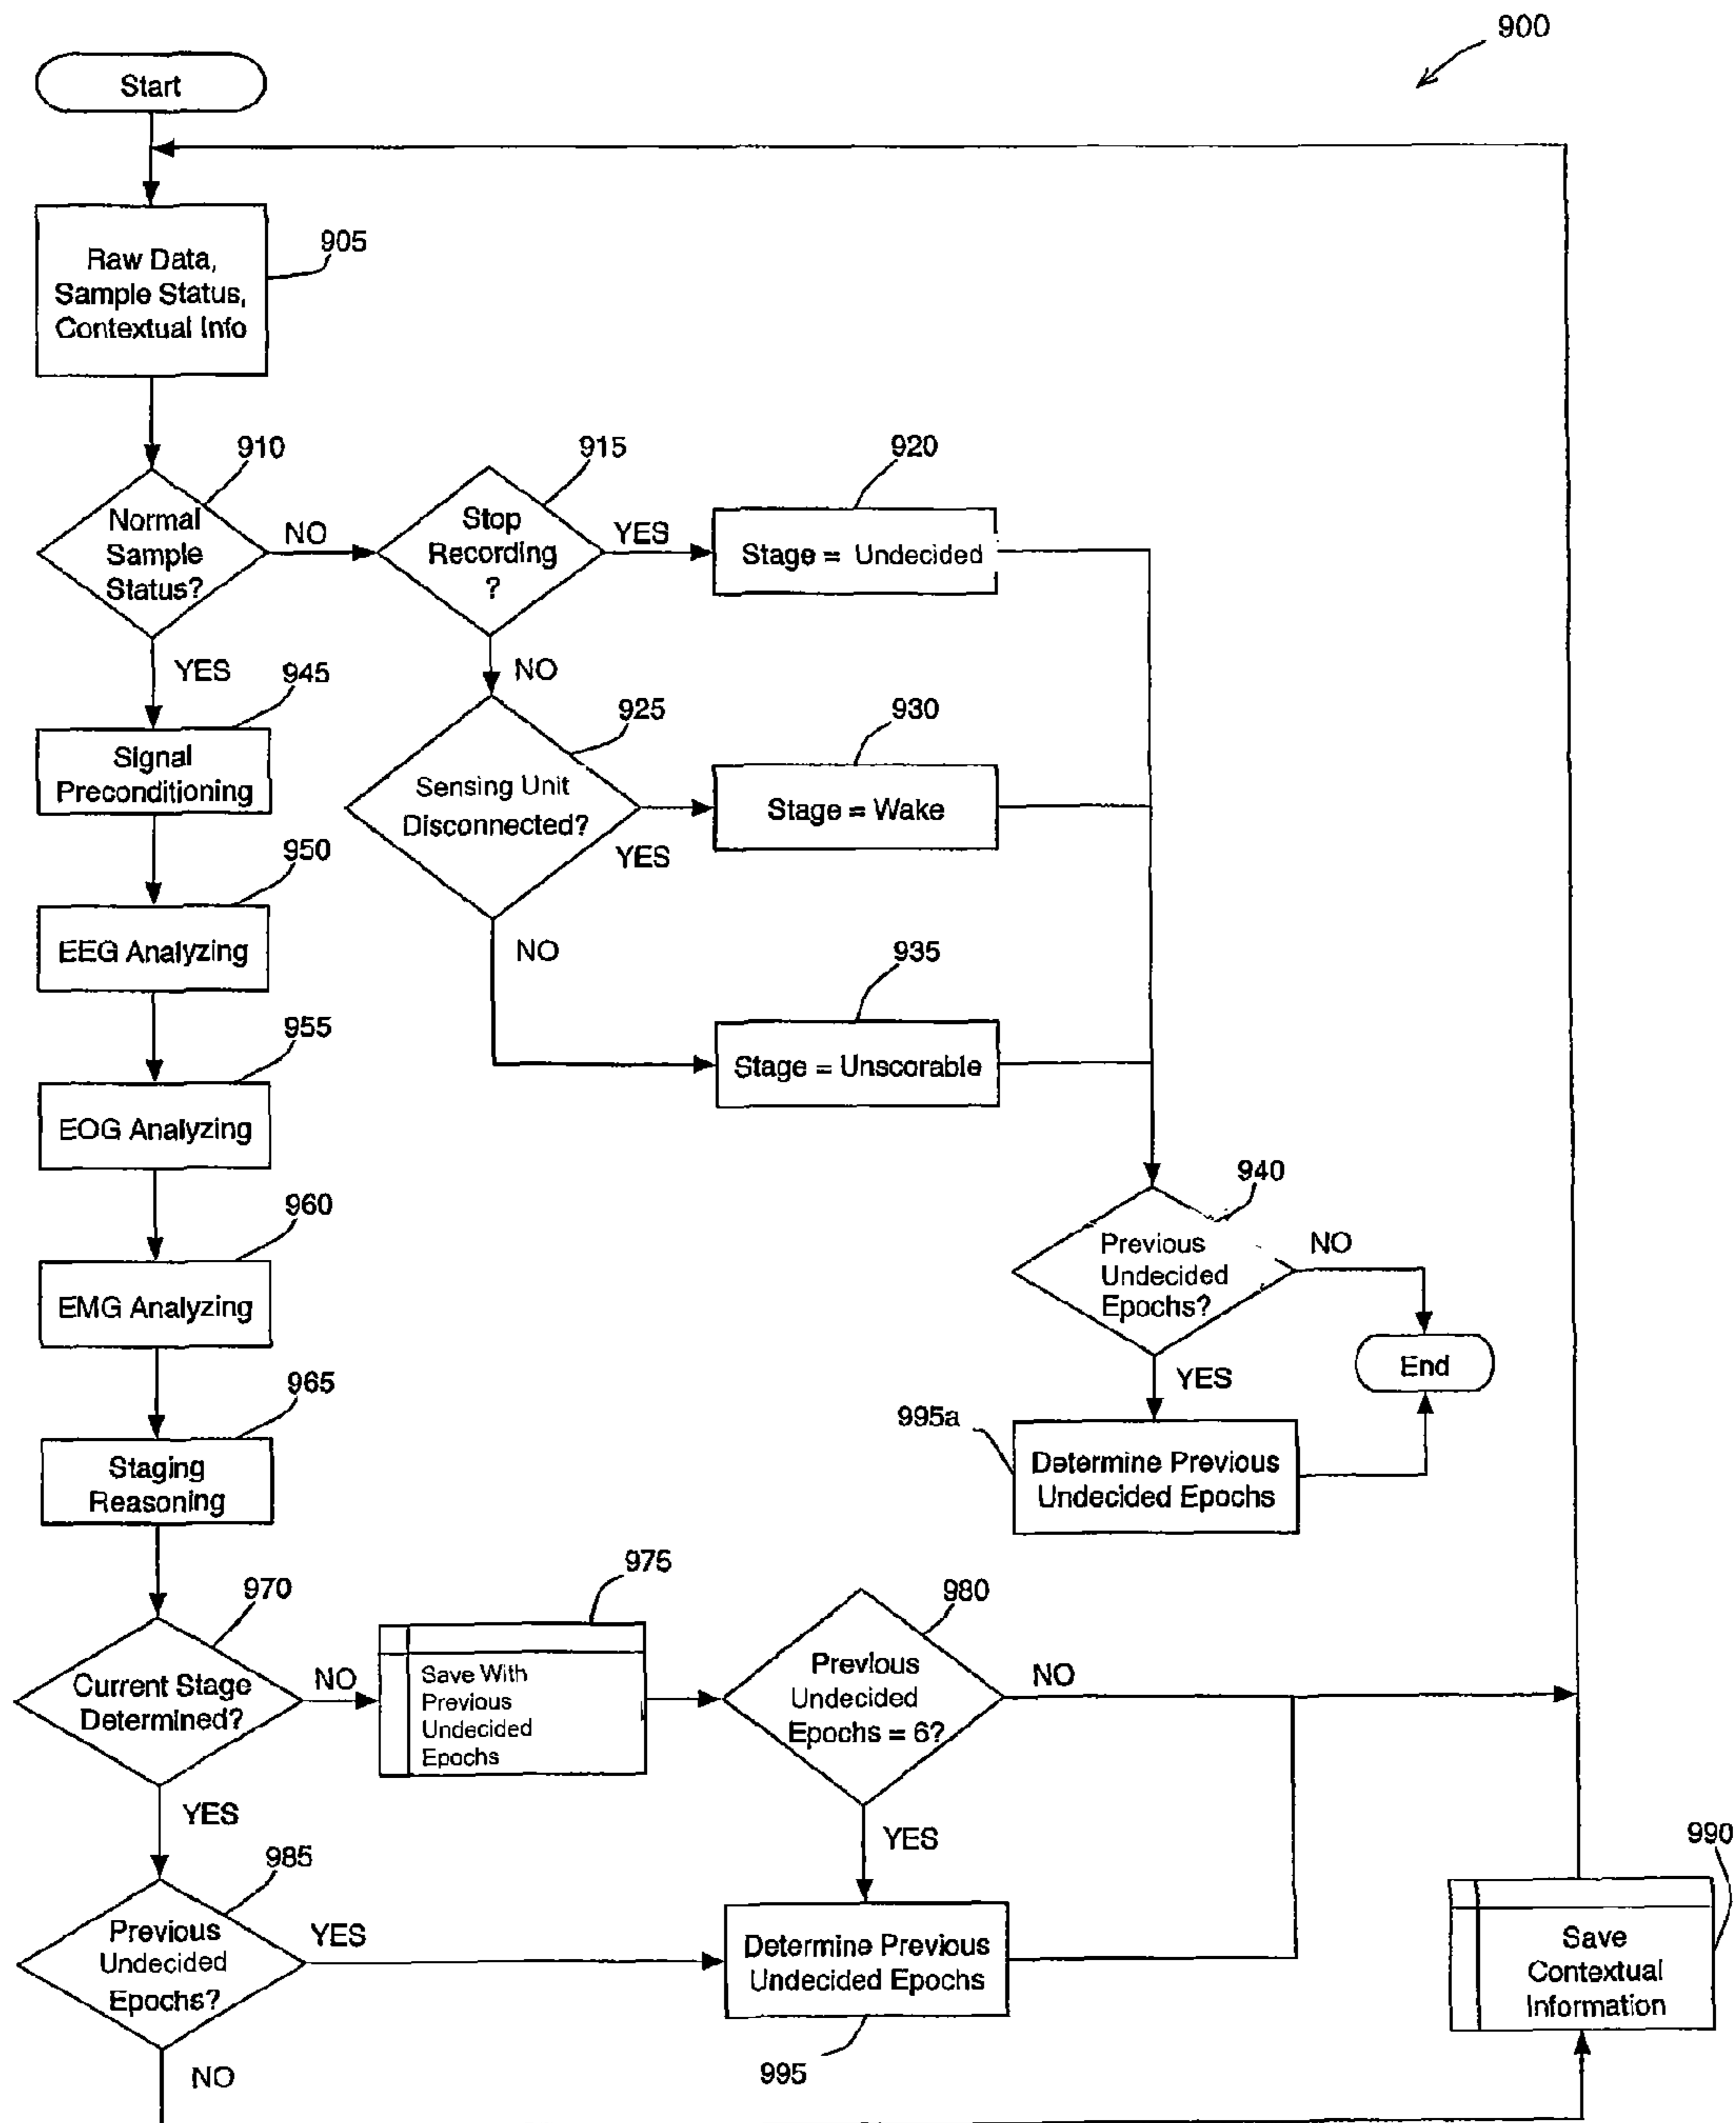 900
Start
905
Raw Data,
Sample Status,
Contextual Info
910
Normal
Sample
Status?
NO
YES
915
Stop
Recording
?
YES
NO
920
Stage = Undecided
925
Sensing Unit
Disconnected?
YES
NO
930
Stage = Wake
935
Stage = Unscorable
940
Previous
Undecided
Epochs?
NO
YES
End
995a
Determine Previous
Undecided Epochs
945
Signal
Preconditioning
950
EEG Analyzing
955
EOG Analyzing
960
EMG Analyzing
965
Staging
Reasoning
970
Current Stage
Determined?
NO
YES
975
Save With
Previous
Undecided
Epochs
980
Previous
Undecided
Epochs = 6?
NO
YES
985
Previous
Undecided
Epochs?
YES
NO
Determine Previous
Undecided Epochs
995
990
Save
Contextual
Information